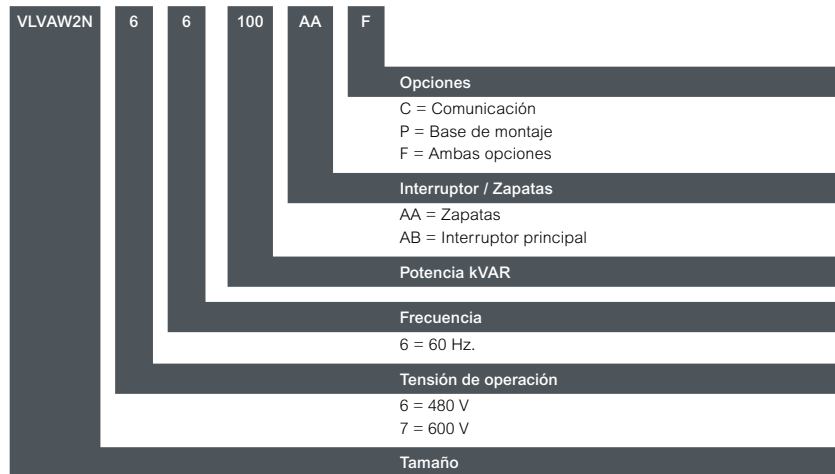 VLVAW2N 6 6 100 AA F
Opciones
C = Comunicación
P = Base de montaje
F = Ambas opciones
Interruptor / Zapatas
AA = Zapatas
AB = Interruptor principal
Potencia kVAR
Frecuencia
6 = 60 Hz.
Tensión de operación
6 = 480 V
7 = 600 V
Tamaño